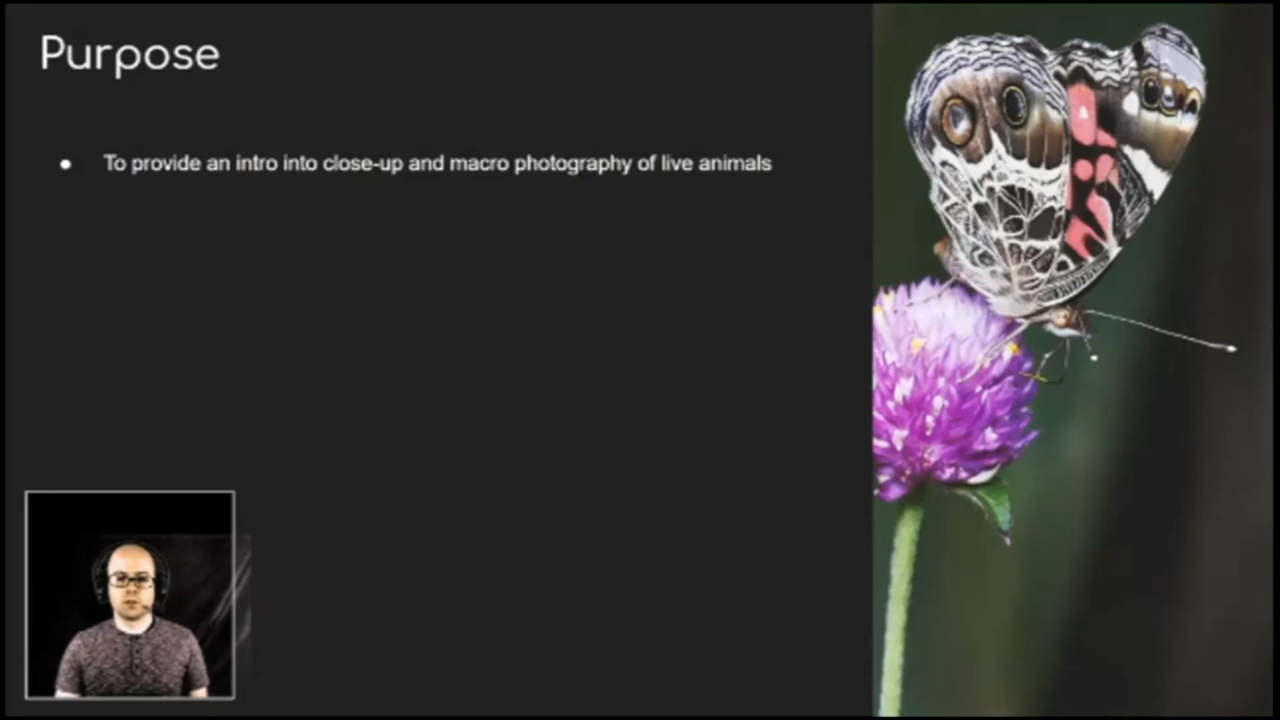 Purpose
● To provide an intro into close-up and macro photography of live animals